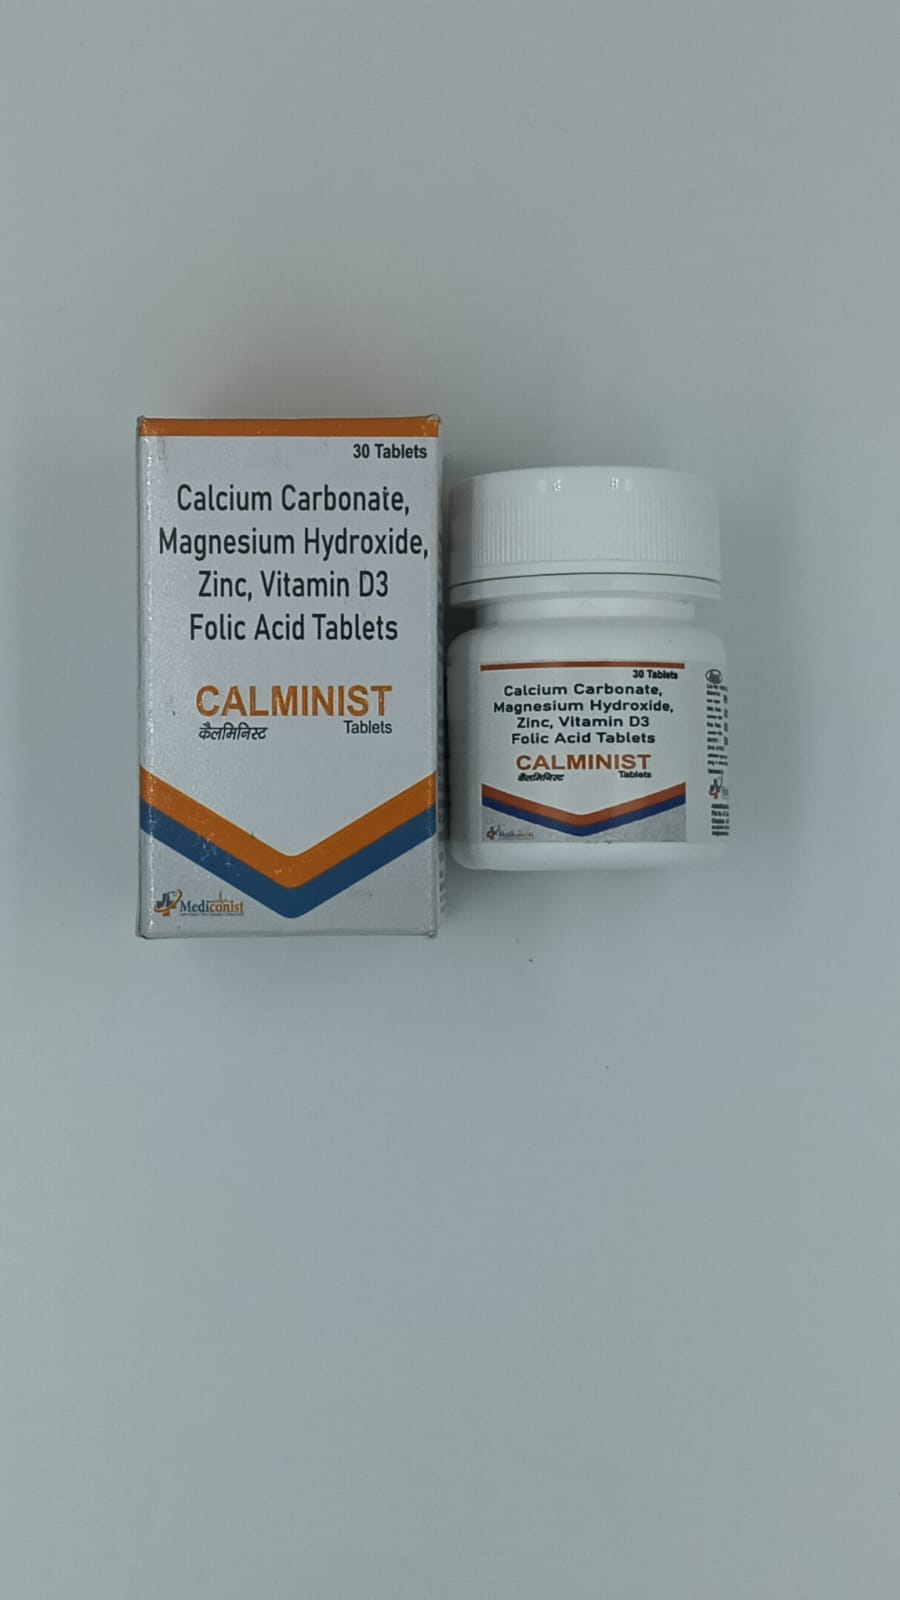 30 Tablets
Calcium Carbonate,
Magnesium Hydroxide,
Zinc, Vitamin D3
Folic Acid Tablets
CALMINIST
कैलमिनिस्ट
Tablets
Mediconist
30 Tablets
Calcium Carbonate,
Magnesium Hydroxide,
Zinc, Vitamin D3
Folic Acid Tablets
CALMINIST
कैलमिनिस्ट
Tablets
Mediconist